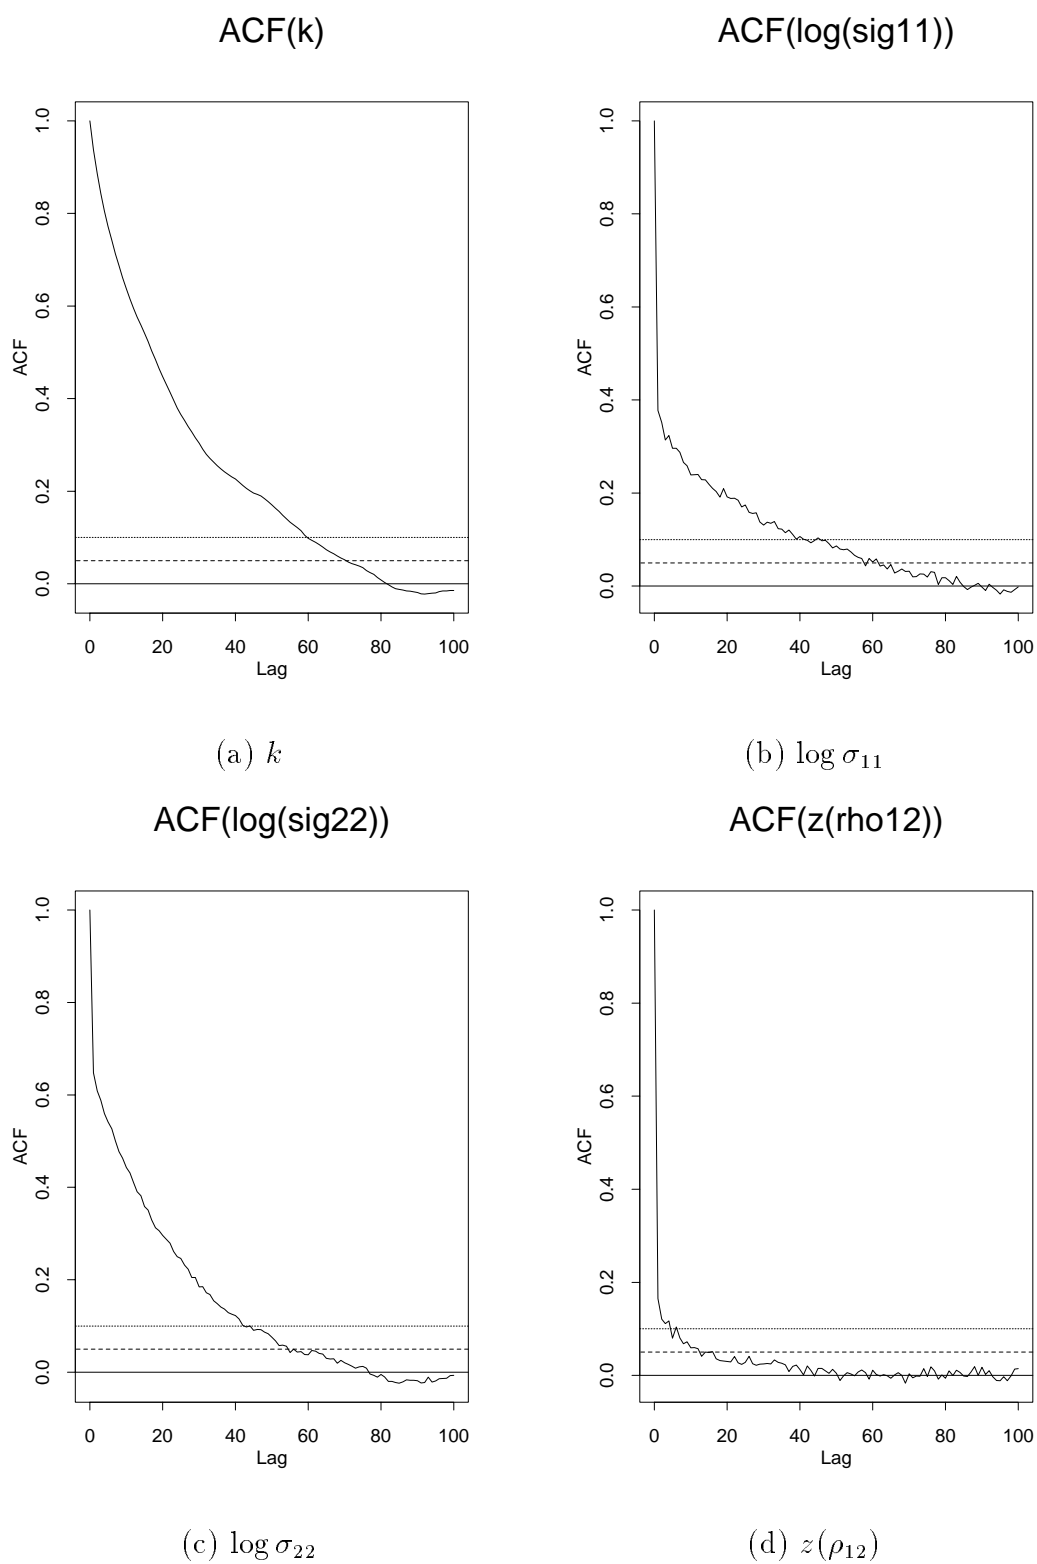 ACF(k)
ACF(log(sig11))
ACF
1.0
0.8
0.6
0.4
0.2
0.0
0 20 40 60 80 100
Lag
ACF
1.0
0.8
0.6
0.4
0.2
0.0
0 20 40 60 80 100
Lag
(a) k
(b) log σ11
ACF(log(sig22))
ACF(z(rho12))
ACF
1.0
0.8
0.6
0.4
0.2
0.0
0 20 40 60 80 100
Lag
ACF
1.0
0.8
0.6
0.4
0.2
0.0
0 20 40 60 80 100
Lag
(c) log σ22
(d) z(ρ12)